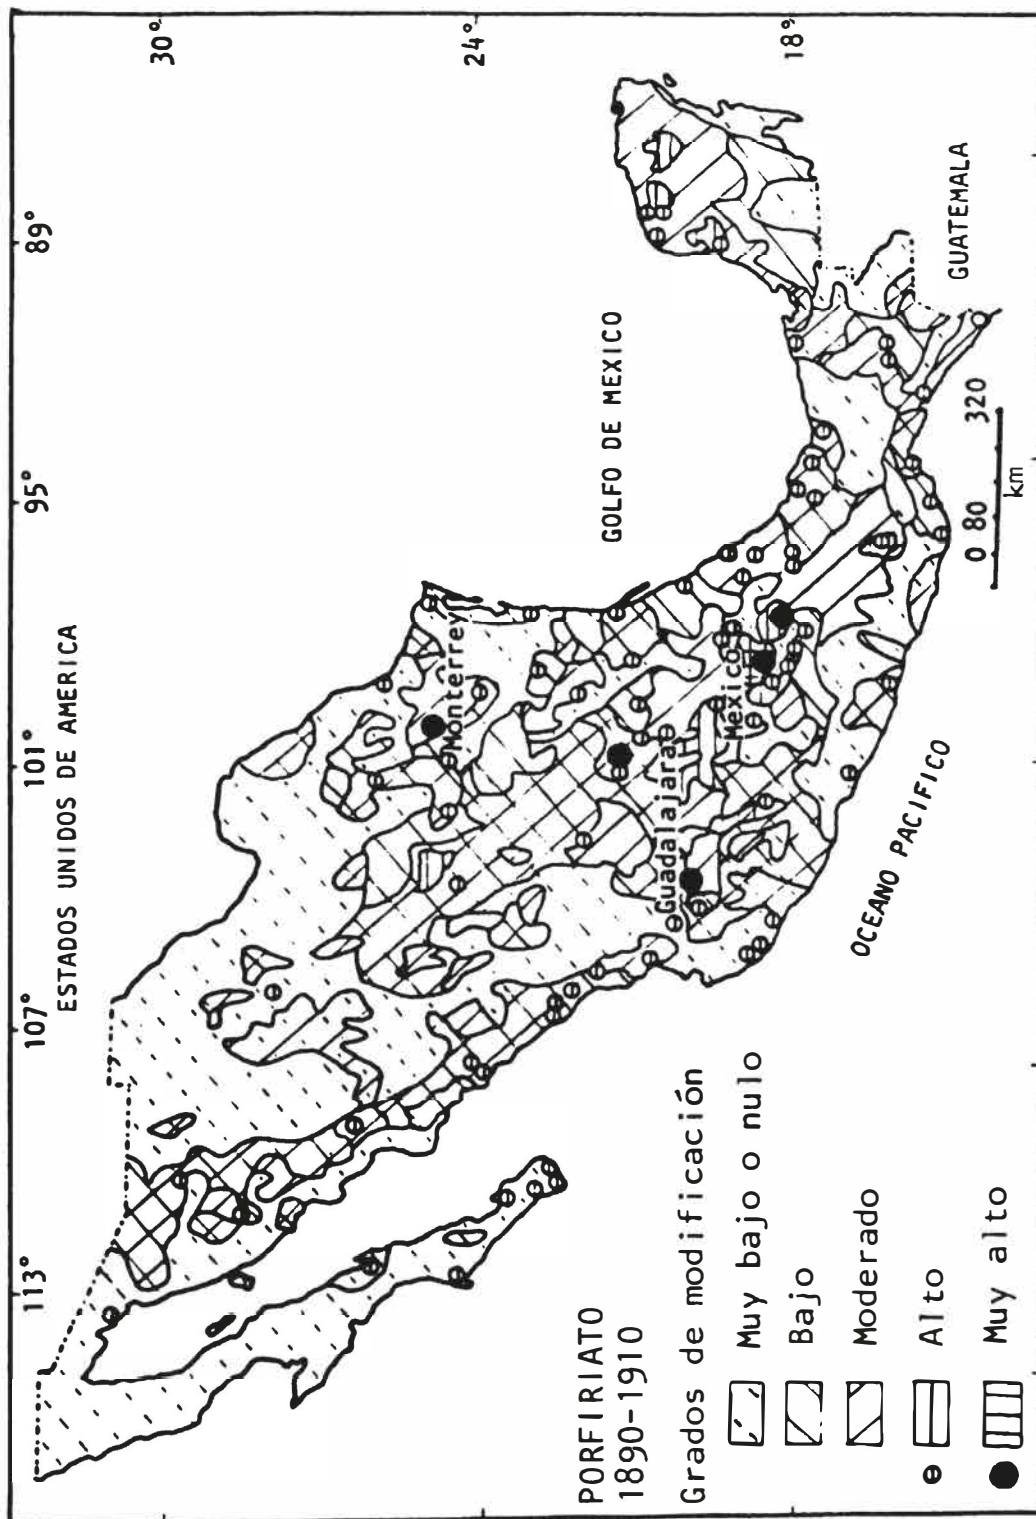 113°
107°
101°
95°
89°
ESTADOS UNIDOS DE AMERICA
30°
24°
18°
Monterrey
GOLFO DE MEXICO
Guadalajara
México
OCEANO PACIFICO
GUATEMALA
PORFIRIATO
1890-1910
Grados de modificación
Muy bajo o nulo
Bajo
Moderado
Alto
Muy alto
0 80 320
km